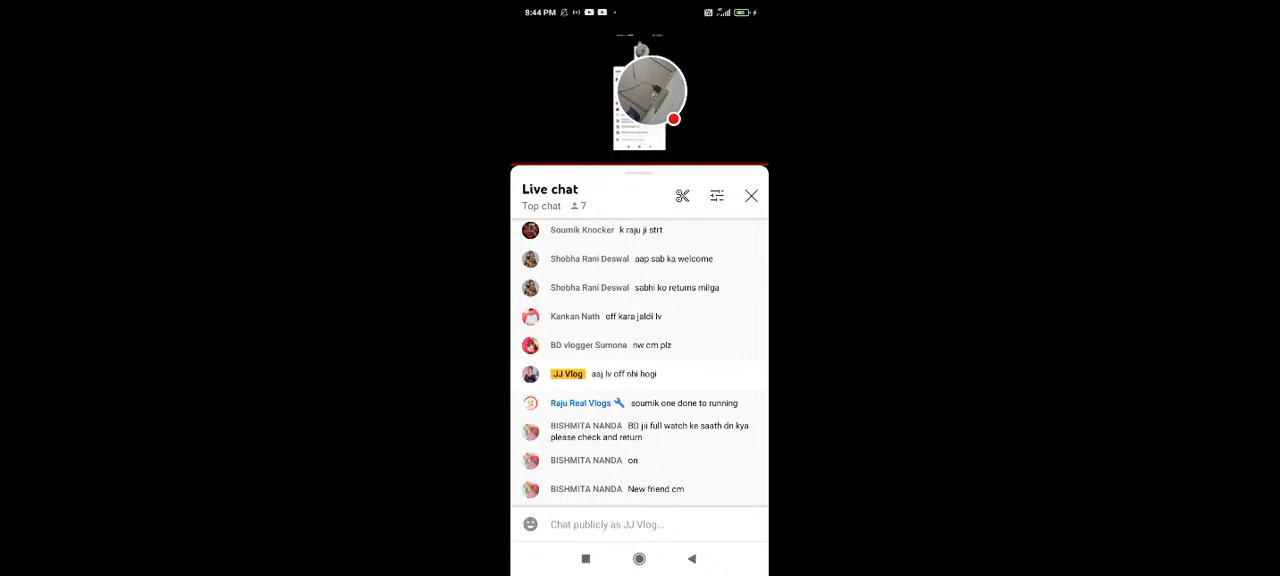 8:44 PM
Live chat
Top chat 7
Soumik Knocker k raju ji strt
Shobha Rani Deswal aap sab ka welcome
Shobha Rani Deswal sabhi ko returns milga
Kankan Nath off kara jaldi lv
BD vlogger Sumona nw cm plz
JJ Vlog aaj lv off nhi hogi
Raju Real Vlogs soumik one done to running
BISHMITA NANDA BD jii full watch ke saath dn kya
please check and return
BISHMITA NANDA on
BISHMITA NANDA New friend cm
Chat publicly as JJ Vlog...